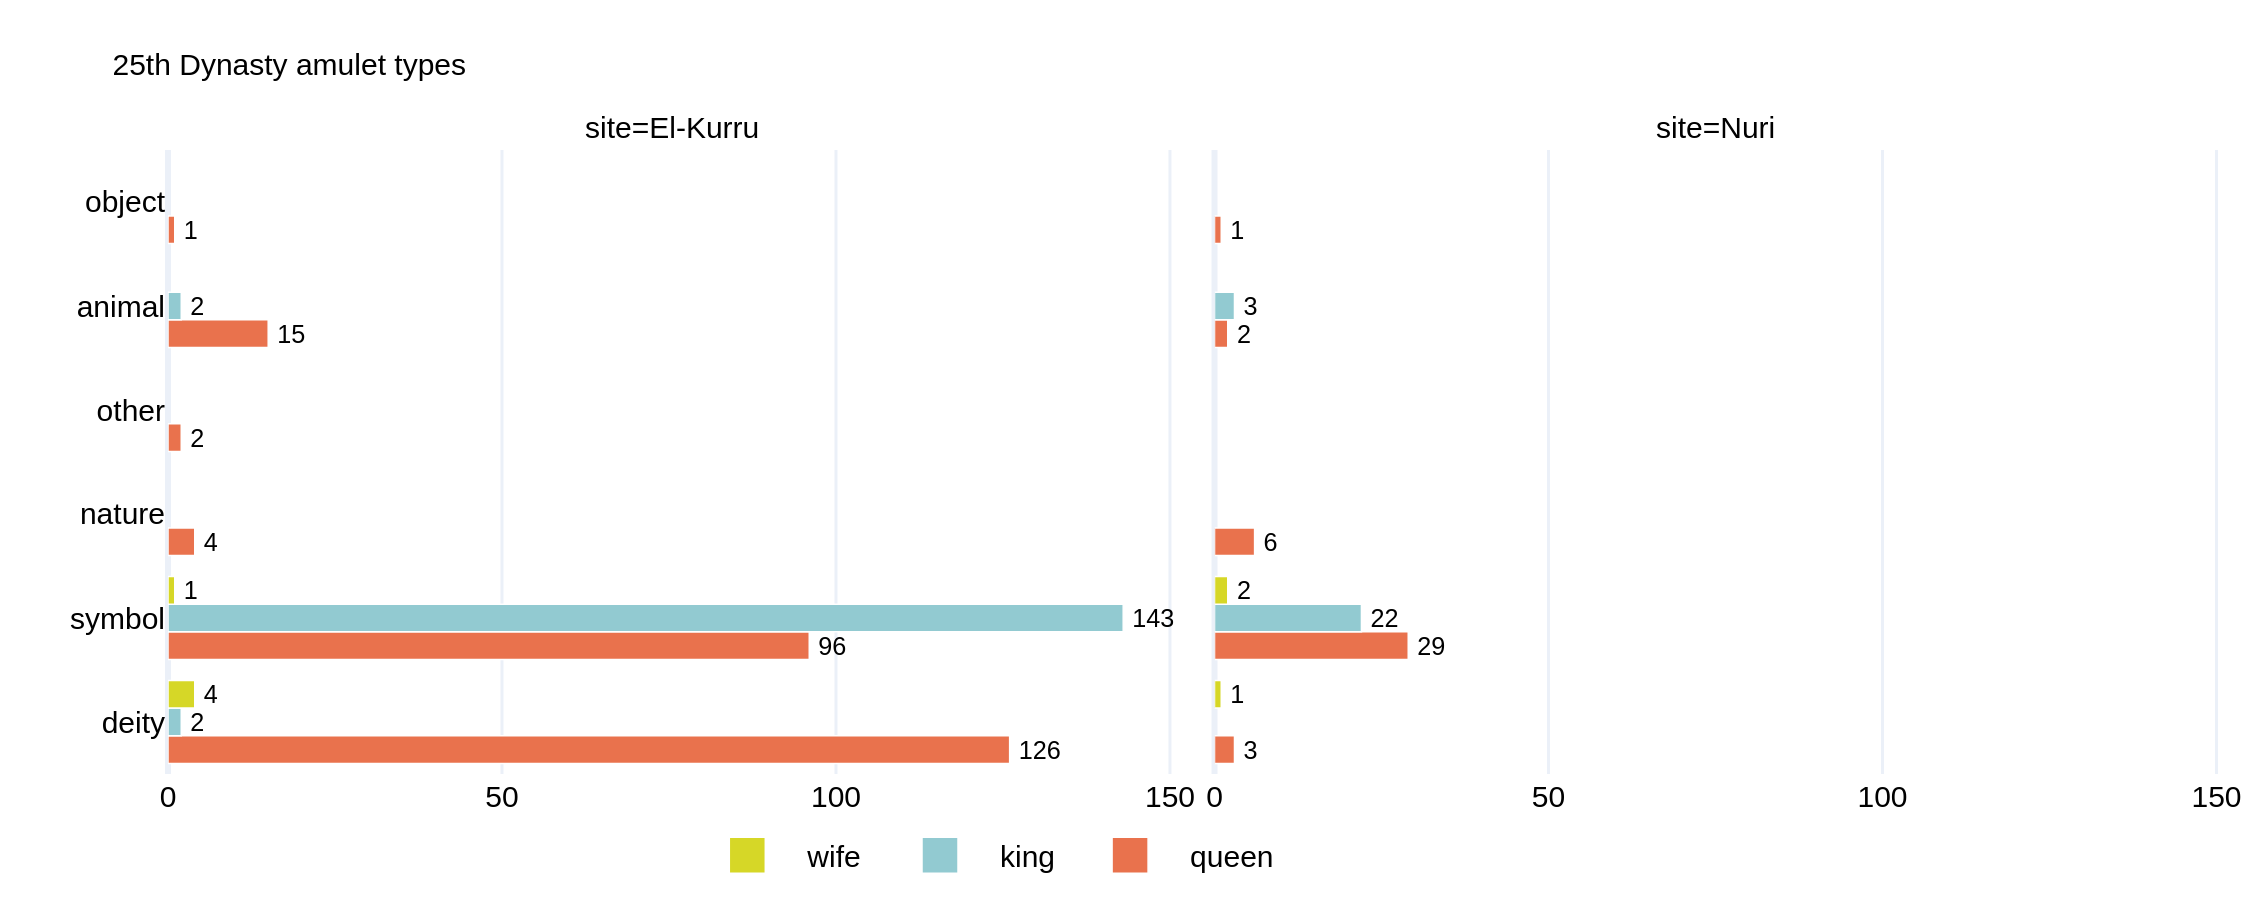 25th Dynasty amulet types
site=El-Kurru
site=Nuri
object
1
1
animal
2
3
15
2
other
2
nature
4
6
1
2
symbol
143
22
96
29
4
1
deity
2
126
3
0
50
100
150
0
50
100
150
wife
king
queen